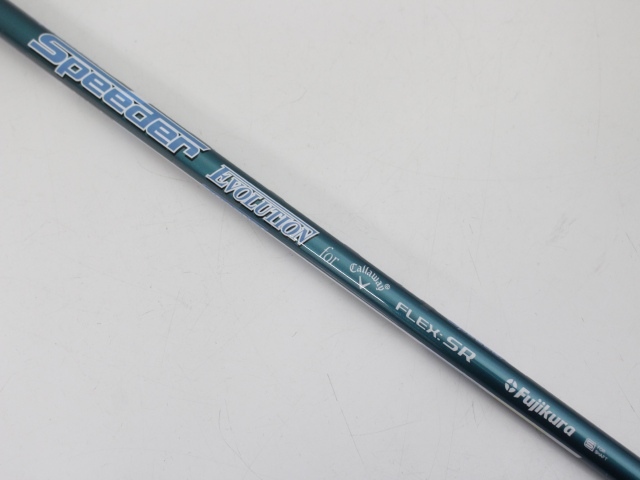 Speeder EVOLUTION for Callaway® FLEX: SR Fujikura